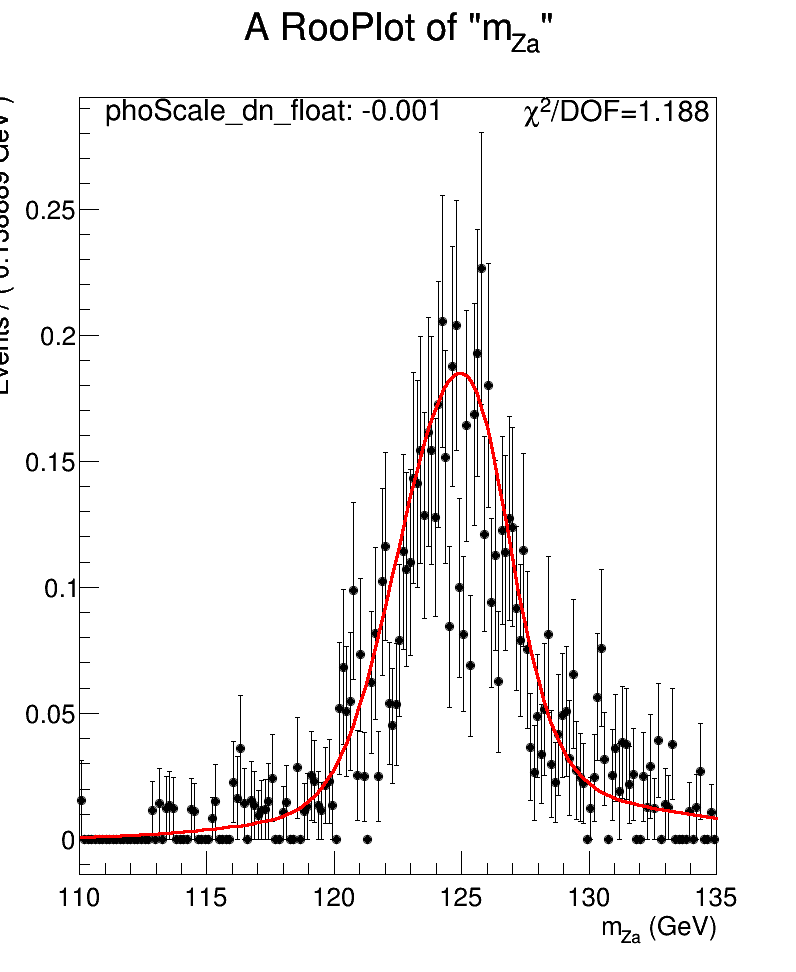 A RooPlot of "m_Za"
phoScale_dn_float: -0.001
χ²/DOF=1.188
Events / (
0.25
0.2
0.15
0.1
0.05
0
110 115 120 125 130 135
m_Za (GeV)